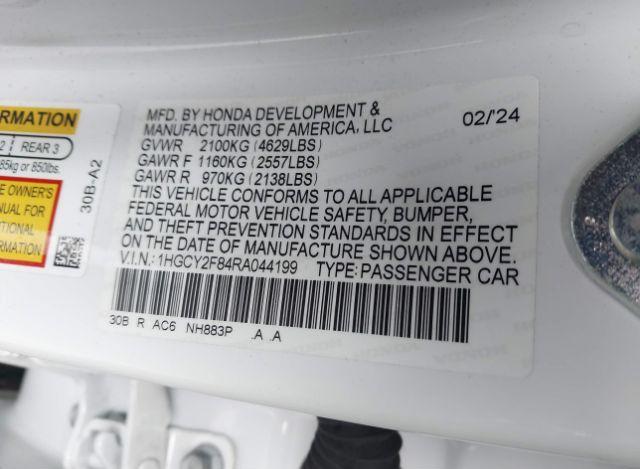 ORMATION
2 REAR 3
85kg or 850lbs.
E OWNER'S
NUAL FOR
INFORMATION
30B-A2
MFD. BY HONDA DEVELOPMENT &
MANUFACTURING OF AMERICA, LLC 02/'24
GVWR 2100KG (4629LBS)
GAWR F 1160KG (2557LBS)
GAWR R 970KG (2138LBS)
THIS VEHICLE CONFORMS TO ALL APPLICABLE
FEDERAL MOTOR VEHICLE SAFETY, BUMPER,
AND THEFT PREVENTION STANDARDS IN EFFECT
ON THE DATE OF MANUFACTURE SHOWN ABOVE.
V.I.N.:1HGCY2F84RA044199 TYPE:PASSENGER CAR
30B R AC6 NH883P .A .A